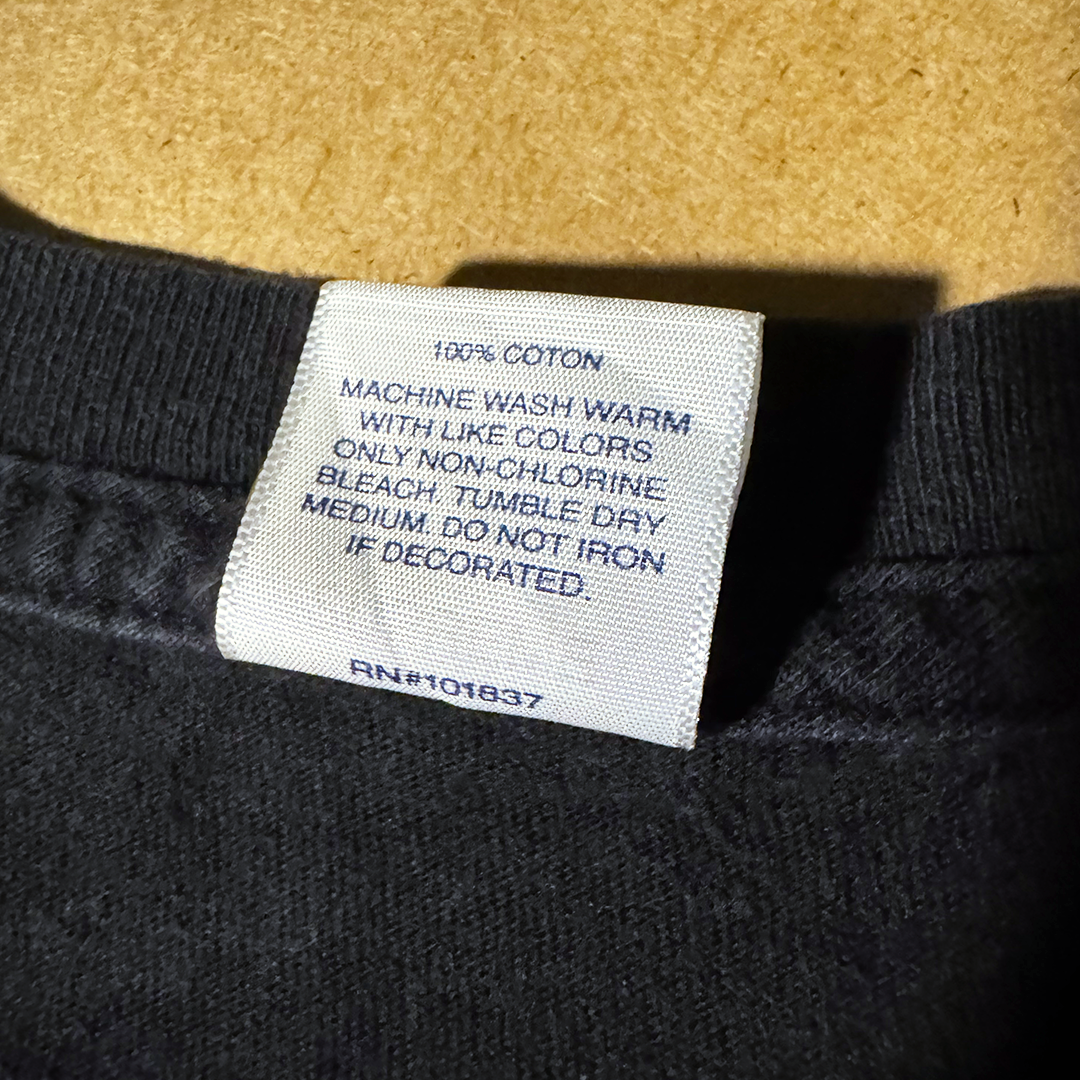 100% COTON
MACHINE WASH WARM
WITH LIKE COLORS
ONLY NON-CHLORINE
BLEACH. TUMBLE DRY
MEDIUM. DO NOT IRON
IF DECORATED.
RN#101837